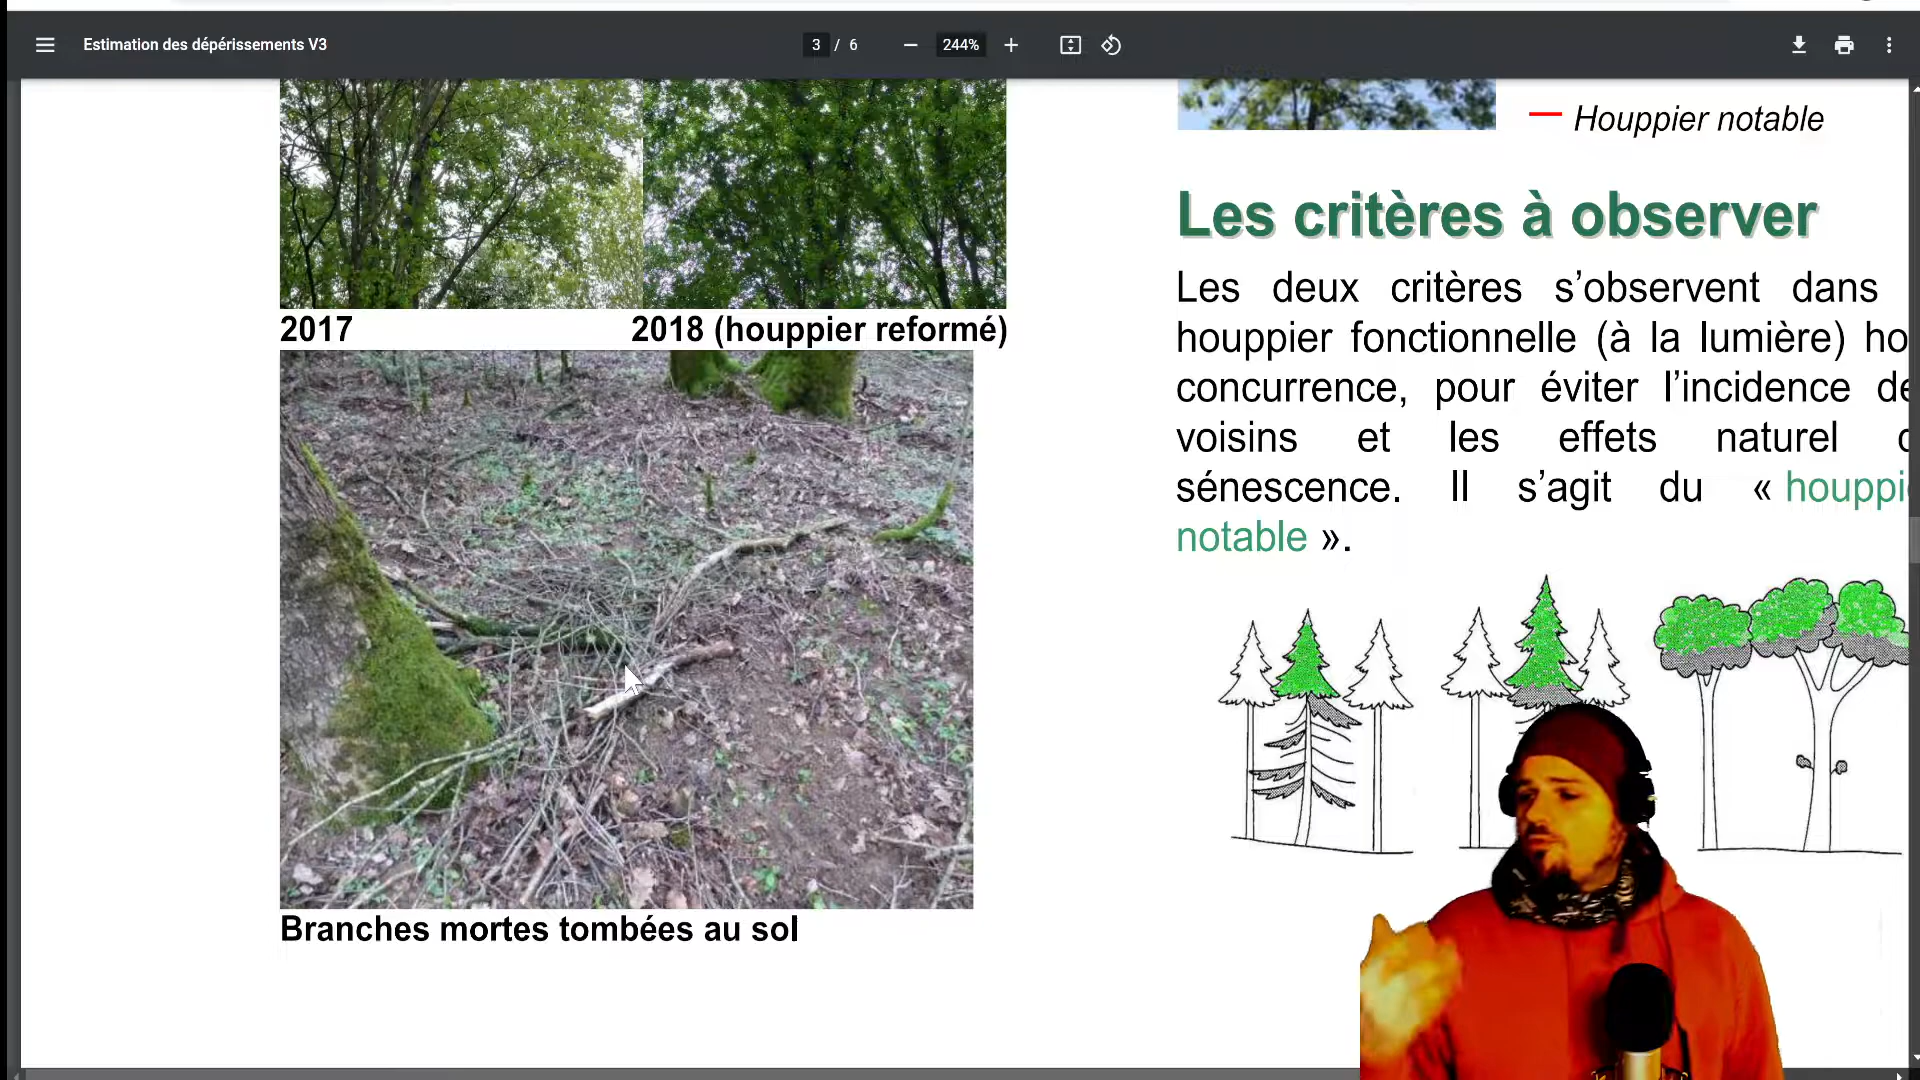 Estimation des dépérissements V3
3 / 6
244%
Houppier notable
2017
2018 (houppier reformé)
Branches mortes tombées au sol
Les critères à observer
Les deux critères s’observent dans
houppier fonctionnelle (à la lumière) ho
concurrence, pour éviter l’incidence de
voisins et les effets naturel
sénescence. Il s’agit du « houppi
notable ».